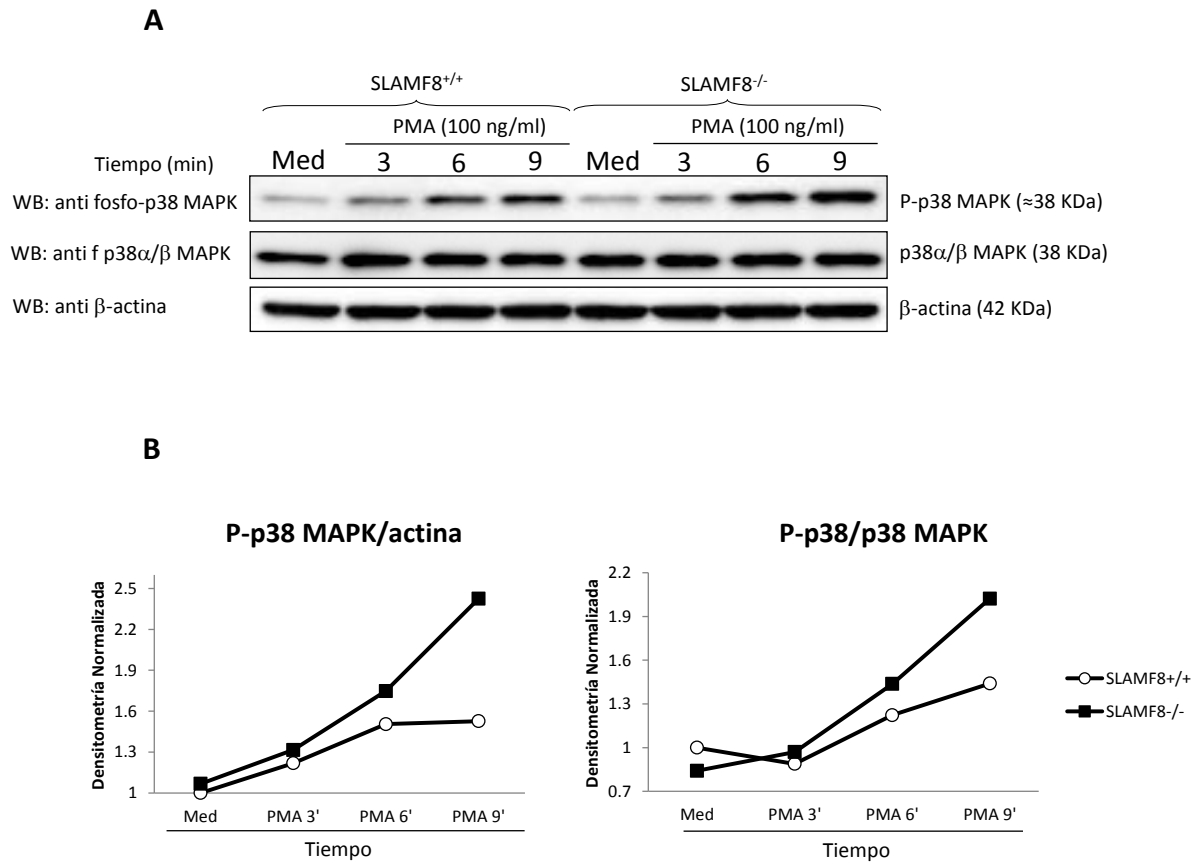 A
SLAMF8+/+ SLAMF8-/-
PMA (100 ng/ml) PMA (100 ng/ml)
Tiempo (min) Med 3 6 9 Med 3 6 9
WB: anti fosfo-p38 MAPK P-p38 MAPK (≈38 KDa)
WB: anti f p38α/β MAPK p38α/β MAPK (38 KDa)
WB: anti β-actina β-actina (42 KDa)
B
P-p38 MAPK/actina
Densitometría Normalizada
2.5
2.2
1.9
1.6
1.3
1
Med PMA 3' PMA 6' PMA 9'
Tiempo
P-p38/p38 MAPK
Densitometría Normalizada
2.2
1.9
1.6
1.3
1
0.7
Med PMA 3' PMA 6' PMA 9'
Tiempo
SLAMF8+/+
SLAMF8-/-